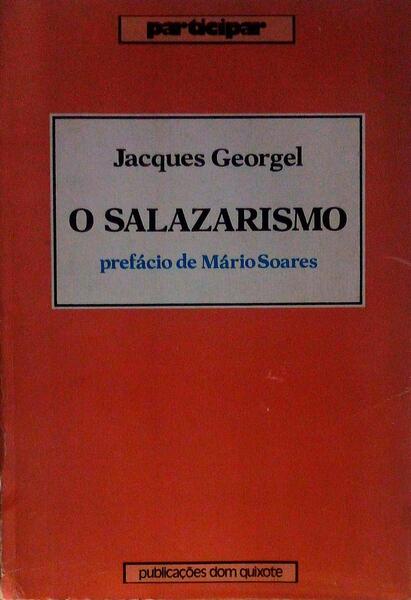 participar
Jacques Georgel
O SALAZARISMO
prefácio de Mário Soares
publicações dom quixote